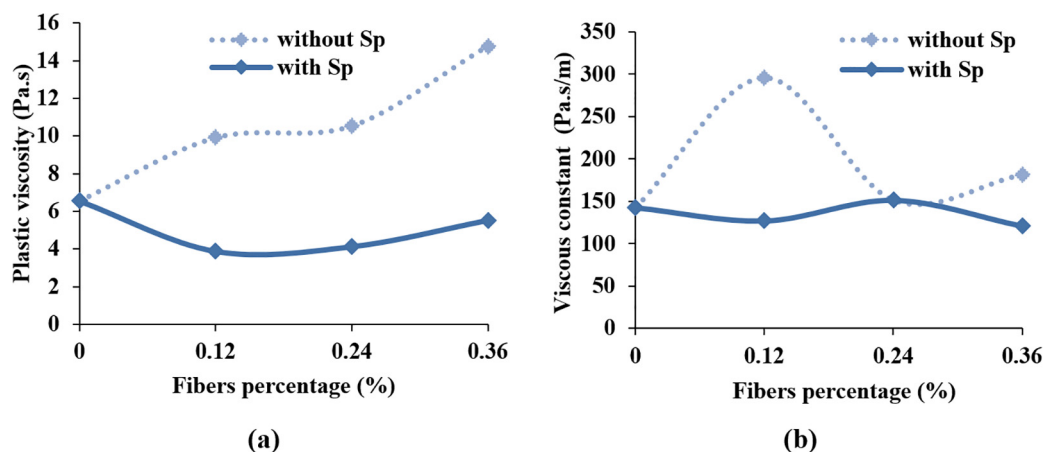 16
14
12
10
8
6
4
2
0
Plastic viscosity (Pa.s)
without Sp
with Sp
0 0.12 0.24 0.36
Fibers percentage (%)
(a)
350
300
250
200
150
100
50
0
Viscous constant (Pa.s/m)
without Sp
with Sp
0 0.12 0.24 0.36
Fibers percentage (%)
(b)